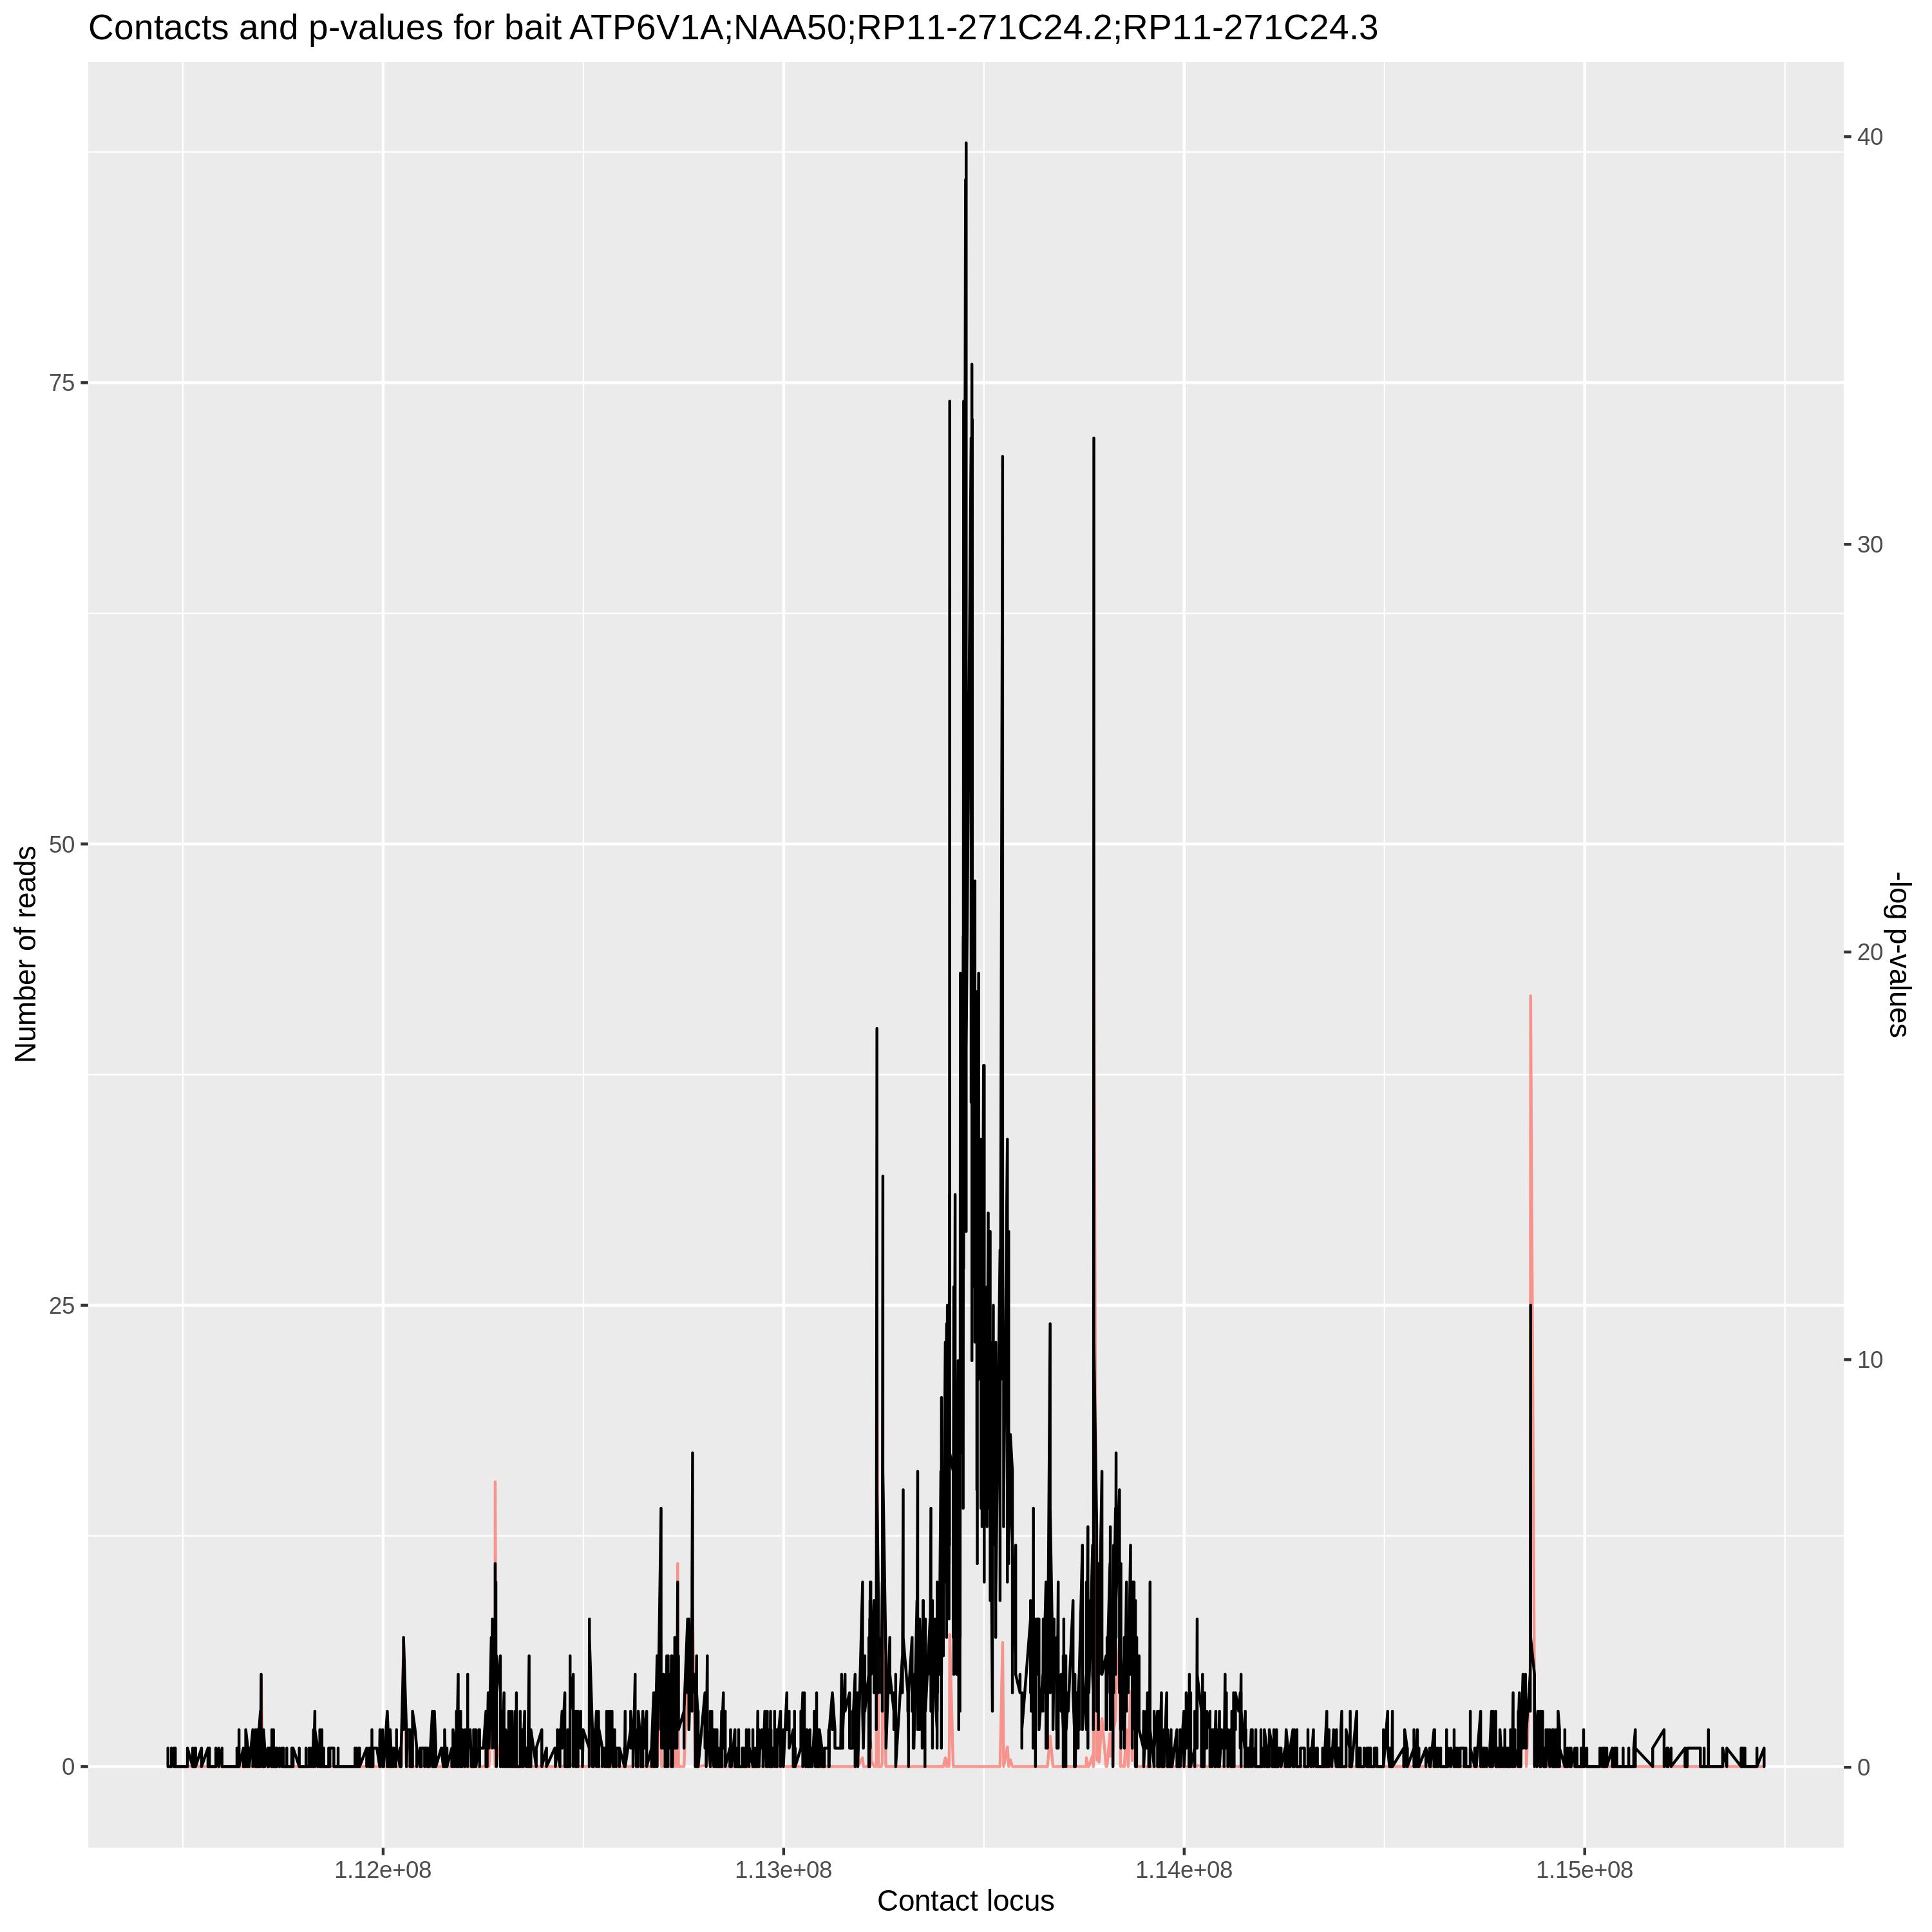 Contacts and p-values for bait ATP6V1A;NAA50;RP11-271C24.2;RP11-271C24.3
40
75
30
50
Number of reads
-log p-values
20
25
10
0
0
1.12e+08
1.13e+08
1.14e+08
1.15e+08
Contact locus